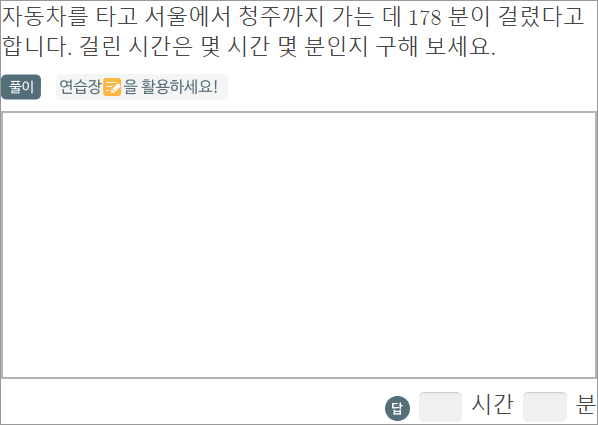 자동차를 타고 서울에서 청주까지 가는 데 178 분이 걸렸다고
합니다. 걸린 시간은 몇 시간 몇 분인지 구해 보세요.
풀이 연습장을 활용하세요!
답 시간 분